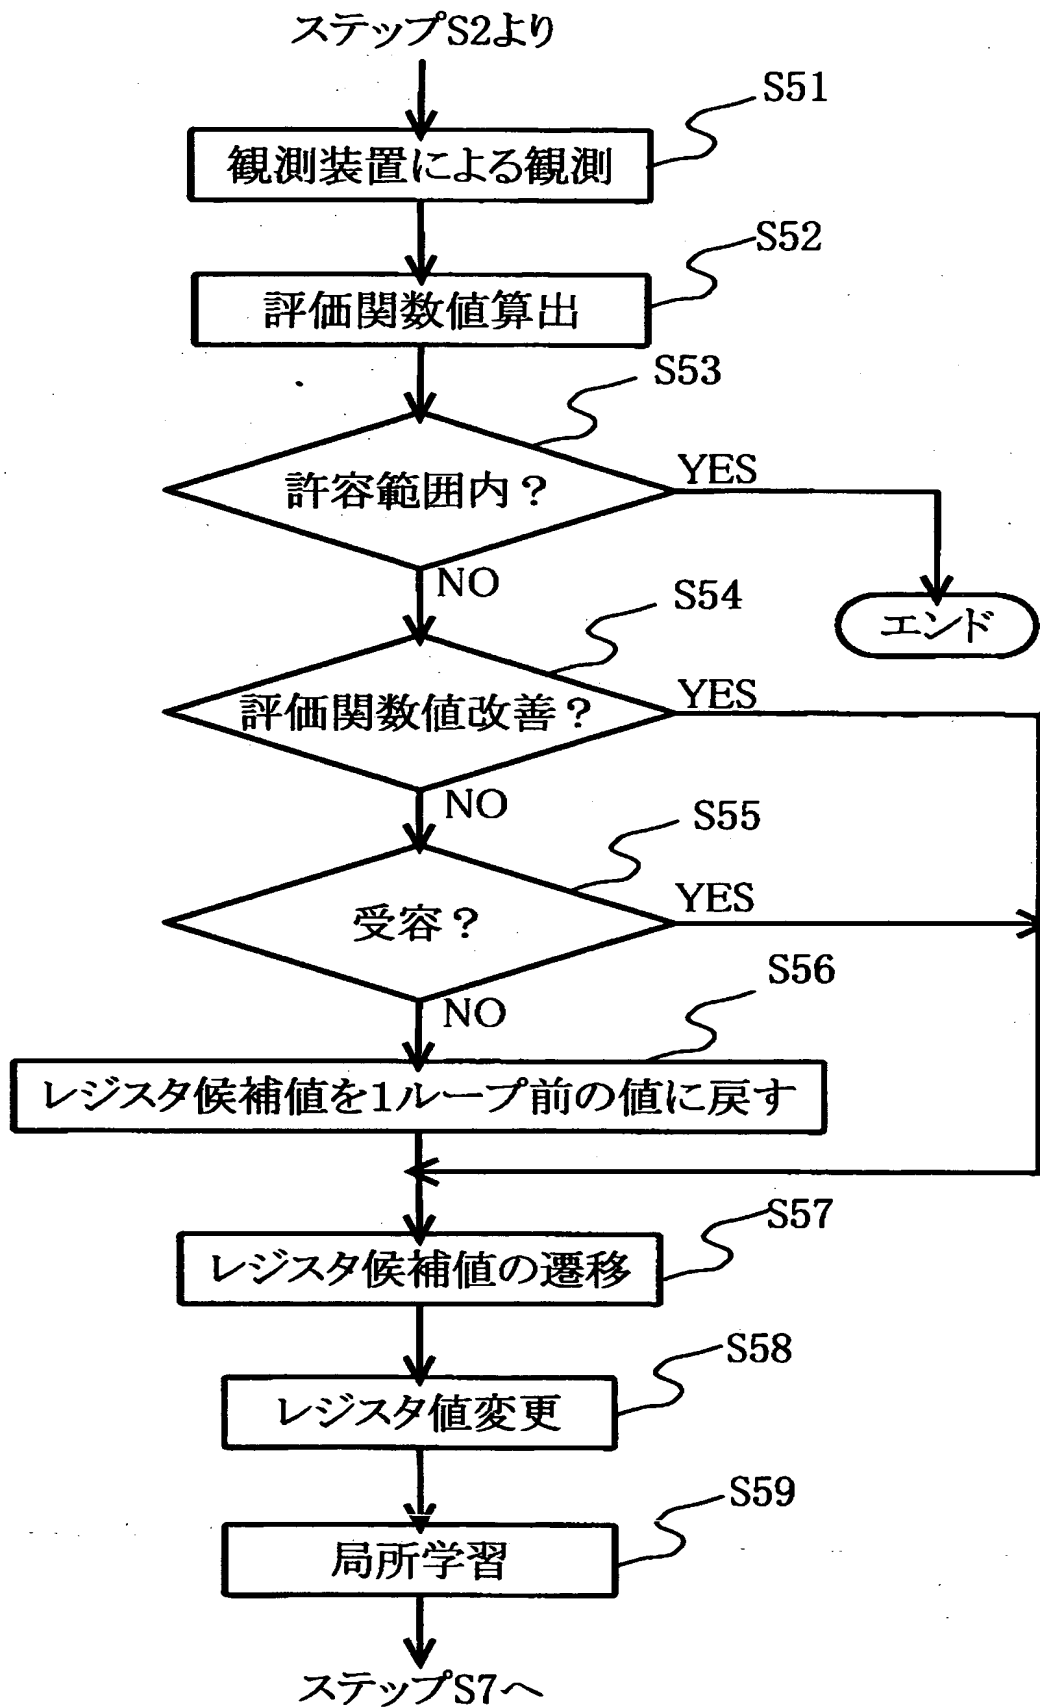 ステップS2より
S51
観測装置による観測
S52
評価関数値算出
S53
許容範囲内？
YES
NO
エンド
S54
評価関数値改善？
YES
NO
S55
受容？
YES
NO
S56
レジスタ候補値を1ループ前の値に戻す
S57
レジスタ候補値の遷移
S58
レジスタ値変更
S59
局所学習
ステップS7へ